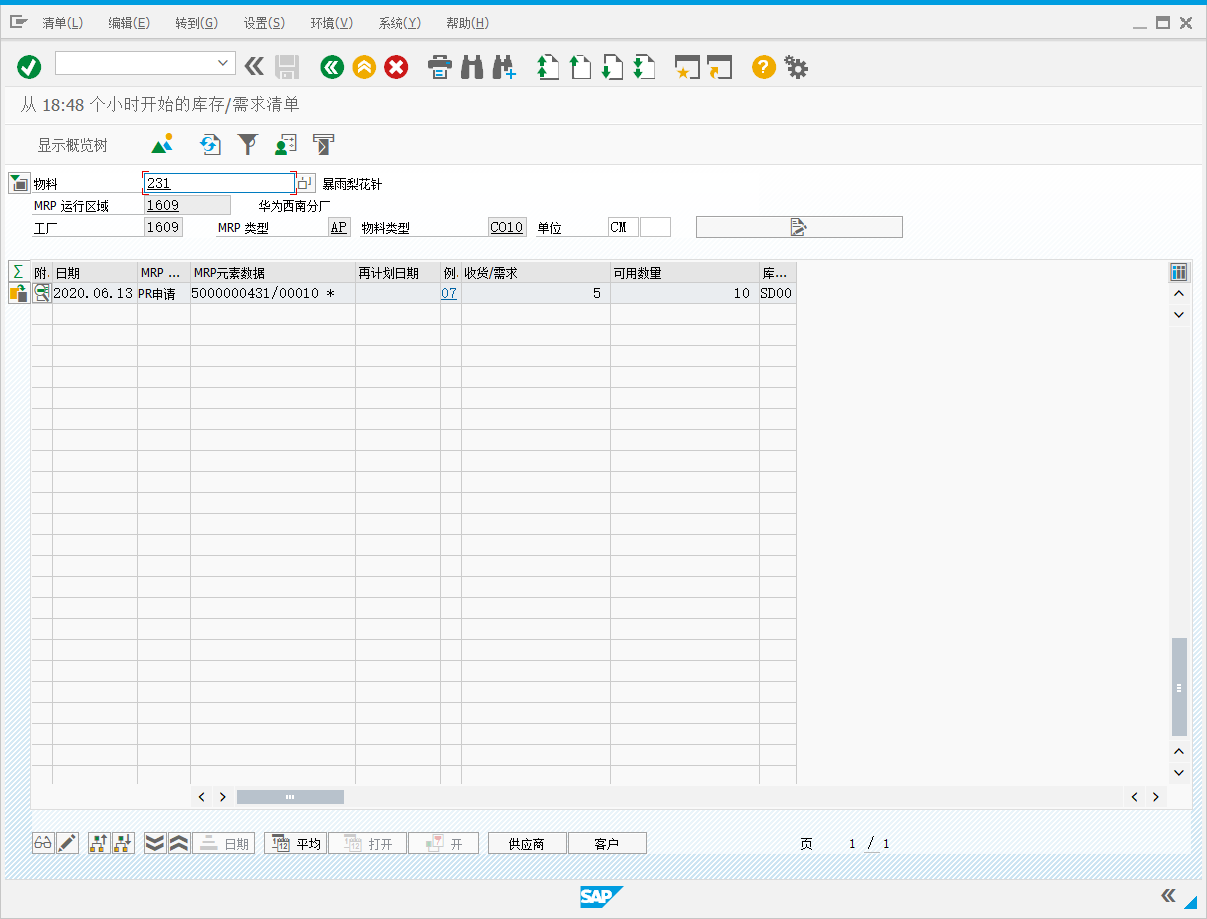 清单(L) 编辑(E) 转到(G) 设置(S) 环境(V) 系统(Y) 帮助(H)
从 18:48 个小时开始的库存/需求清单
显示概览树
物料 231 暴雨梨花针
MRP 运行区域 1609 华为西南分厂
工厂 1609 MRP 类型 AP 物料类型 CO10 单位 CM
Σ 附. 日期 MRP ... MRP元素数据 再计划日期 例. 收货/需求 可用数量 库...
2020.06.13 PR申请 5000000431/00010 * 07 5 10 SD00
日期 平均 打开 开 供应商 客户 页 1 / 1
SAP